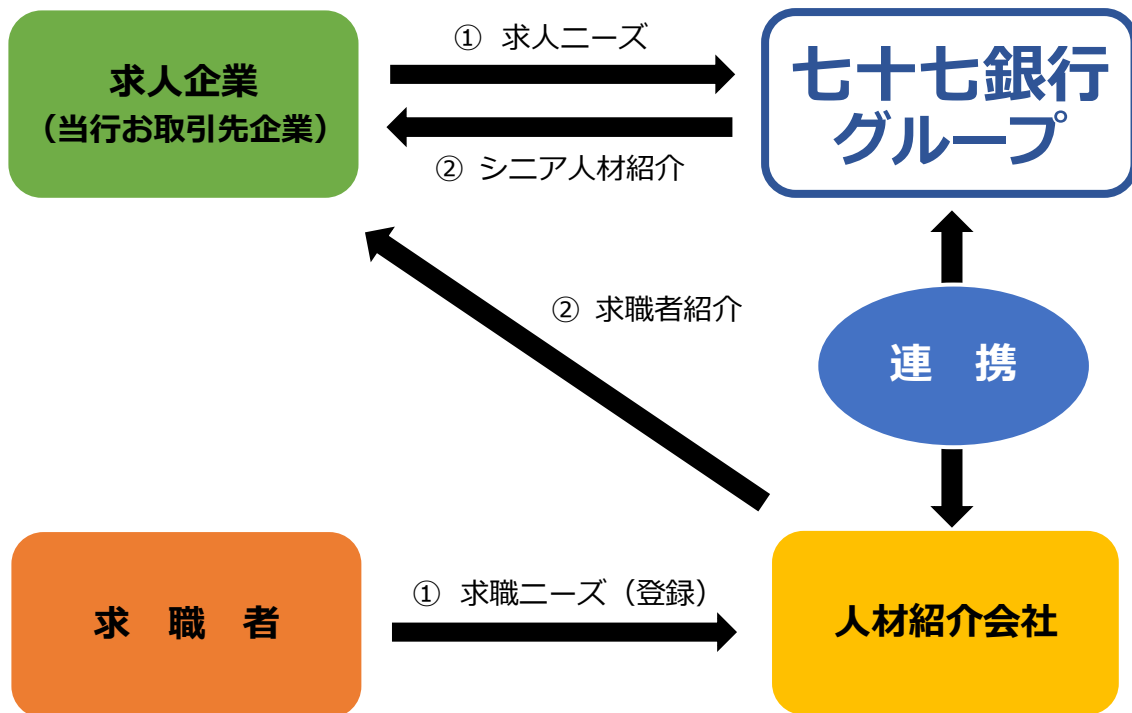 ① 求人ニーズ
求人企業
（当行お取引先企業）
七十七銀行
グループ
② シニア人材紹介
② 求職者紹介
連　携
① 求職ニーズ（登録）
求　職　者
人材紹介会社